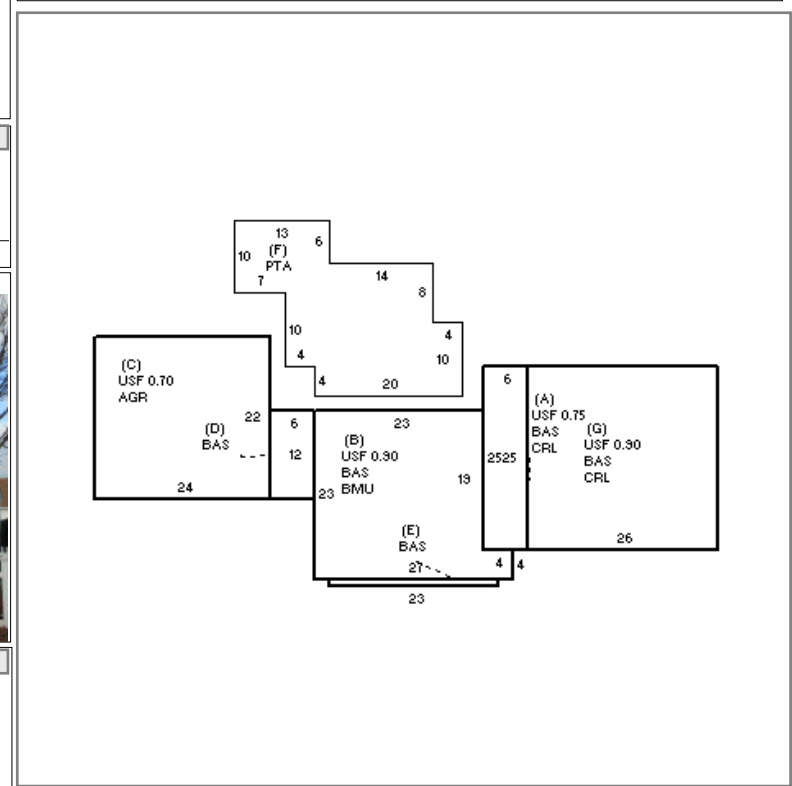 13
6
(F)
10
PTA
14
7
8
10
4
4
10
4
20
(C)
USF 0.70
AGR
22
(D)
BAS
24
6
12
23
(B)
USF 0.90
BAS
BMU
23
19
(E)
BAS
27
4
4
23
6
(A)
USF 0.75
BAS
CRL
2525
(G)
USF 0.90
BAS
CRL
26